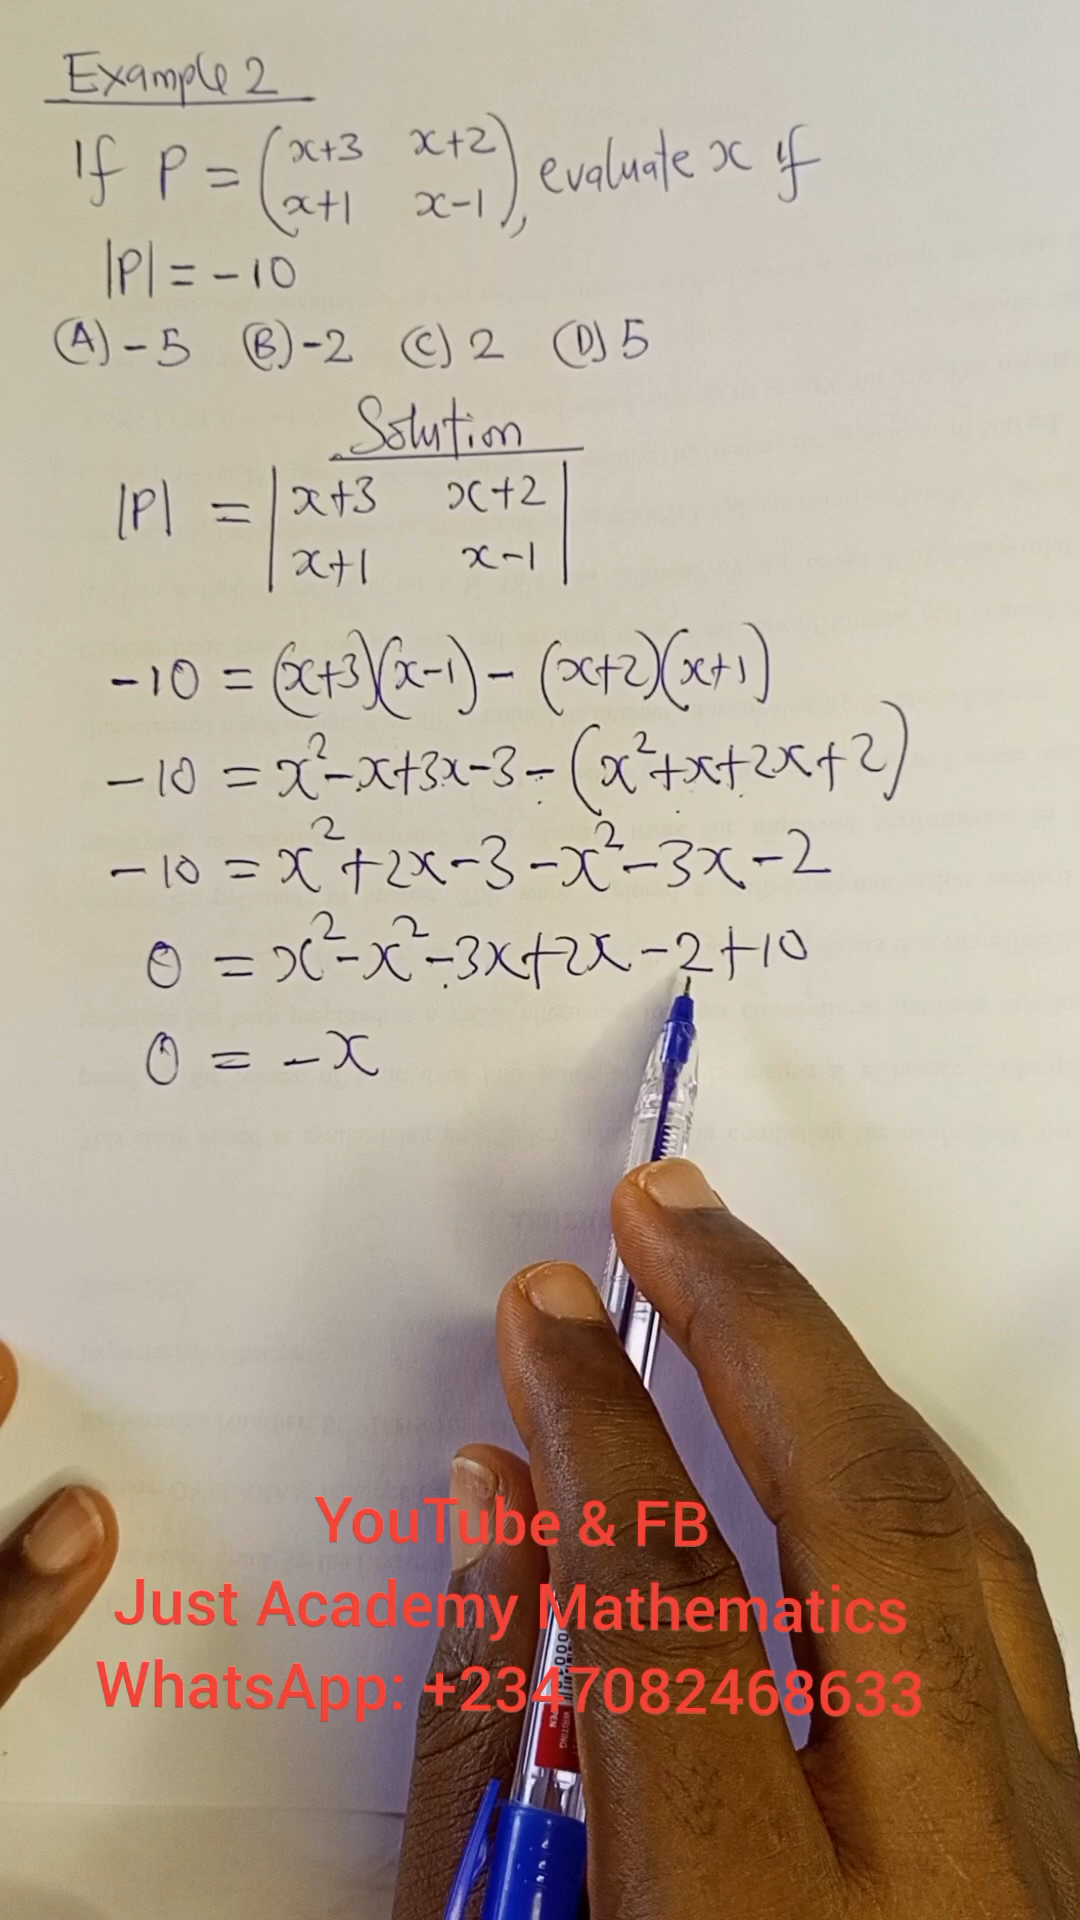 Example 2
If P = (x+3 x+2
x+1 x-1), evaluate x if
|P| = -10
(A) -5 (B) -2 (C) 2 (D) 5
Solution
|P| = |x+3 x+2|
|x+1 x-1|
-10 = (x+3)(x-1) - (x+2)(x+1)
-10 = x²-x+3x-3-(x²+x+2x+2)
-10 = x²+2x-3-x²-3x-2
0 = x²-x²-3x+2x-2+10
0 = -x
YouTube & FB
Just Academy Mathematics
WhatsApp: +2347082468633